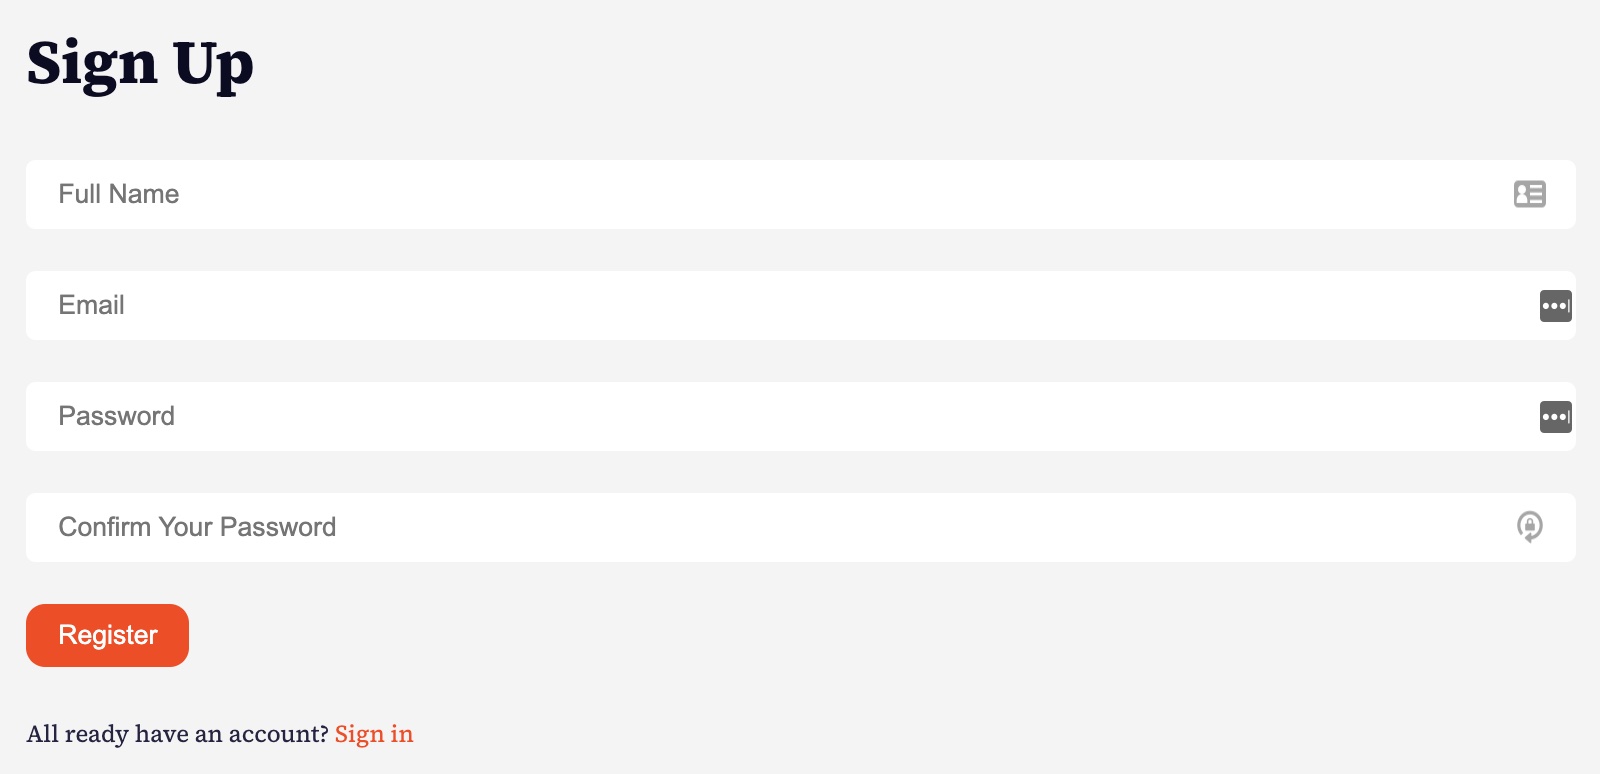 Sign Up
Full Name
Email
Password
Confirm Your Password
Register
All ready have an account? Sign in